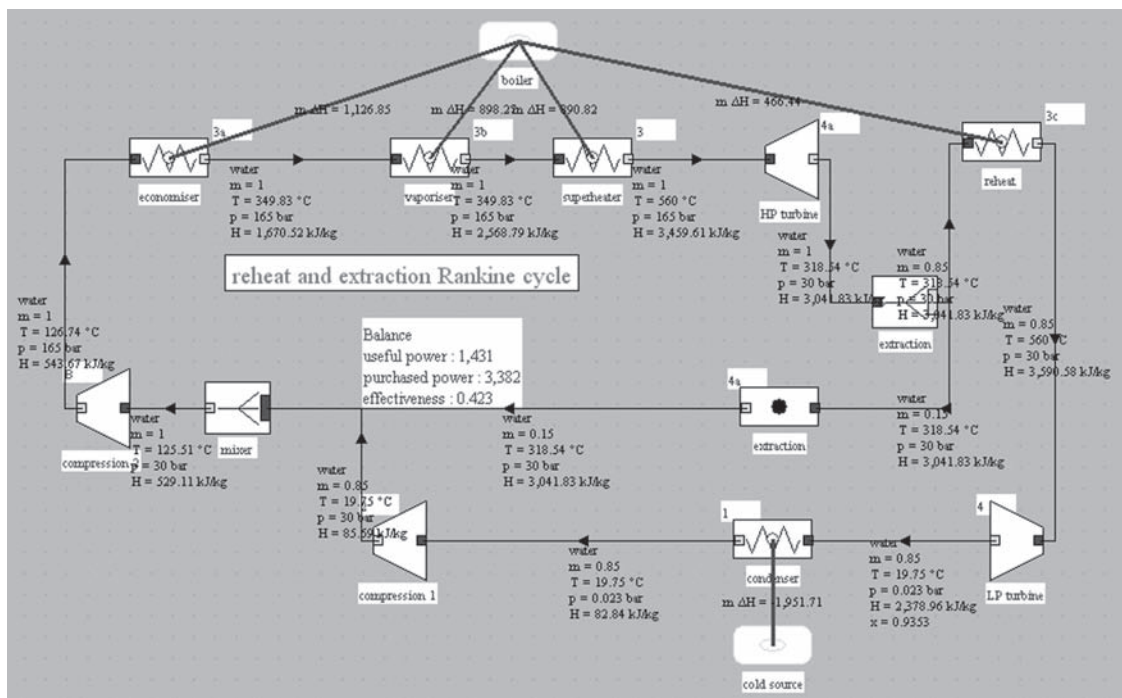 boiler
m ΔH = 1,126.85
m ΔH = 898.27
m ΔH = 890.82
m ΔH = 466.44
3a
economiser
water
m = 1
T = 349.83 °C
p = 165 bar
H = 1,670.52 kJ/kg
3b
vaporiser
water
m = 1
T = 349.83 °C
p = 165 bar
H = 2,568.79 kJ/kg
3
superheater
water
m = 1
T = 560 °C
p = 165 bar
H = 3,459.61 kJ/kg
4a
HP turbine
water
m = 1
T = 318.54 °C
p = 30 bar
H = 3,041.83 kJ/kg
extraction
water
m = 0.85
T = 318.54 °C
p = 30 bar
H = 3,041.83 kJ/kg
3c
reheat
water
m = 0.85
T = 560 °C
p = 30 bar
H = 3,590.58 kJ/kg
reheat and extraction Rankine cycle
water
m = 1
T = 126.74 °C
p = 165 bar
H = 543.67 kJ/kg
Balance
useful power : 1,431
purchased power : 3,382
effectiveness : 0.423
compression
water
m = 1
T = 125.51 °C
p = 30 bar
H = 529.11 kJ/kg
mixer
water
m = 0.15
T = 318.54 °C
p = 30 bar
H = 3,041.83 kJ/kg
4a
extraction
water
m = 0.15
T = 318.54 °C
p = 30 bar
H = 3,041.83 kJ/kg
water
m = 0.85
T = 19.75 °C
p = 30 bar
H = 85.59 kJ/kg
2
compression 1
water
m = 0.85
T = 19.75 °C
p = 0.023 bar
H = 82.84 kJ/kg
1
condenser
m ΔH = -1,951.71
cold source
water
m = 0.85
T = 19.75 °C
p = 0.023 bar
H = 2,378.96 kJ/kg
x = 0.9353
4
LP turbine